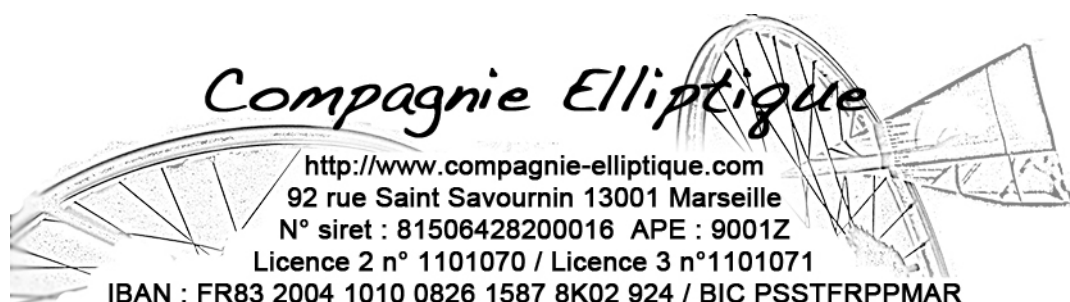 Compagnie Elliptique
http://www.compagnie-elliptique.com
92 rue Saint Savournin 13001 Marseille
N° siret : 81506428200016 APE : 9001Z
Licence 2 n° 1101070 / Licence 3 n°1101071
IBAN : FR83 2004 1010 0826 1587 8K02 924 / BIC PSSTFRPPMAR